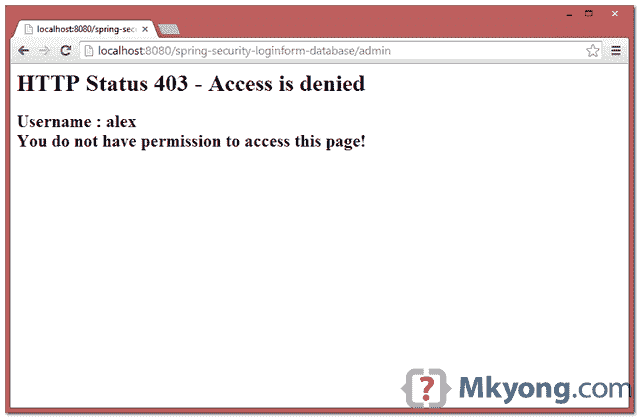 localhost:8080/spring-sec
localhost:8080/spring-security-loginform-database/admin
HTTP Status 403 - Access is denied
Username : alex
You do not have permission to access this page!
{?} Mkyong.com